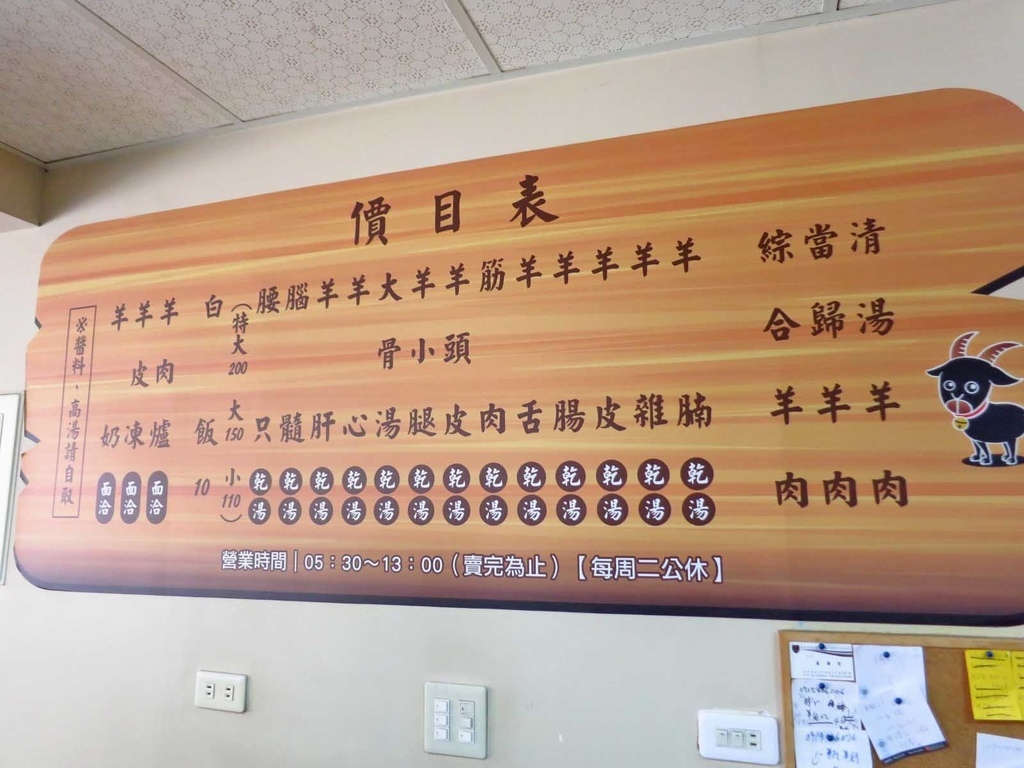 價目表
清湯羊肉
當歸羊肉
綜合羊肉
羊腩 乾 湯
羊雜 乾 湯
羊皮 乾 湯
羊腸 乾 湯
羊舌 乾 湯
筋肉 乾 湯
羊頭皮 乾 湯
羊小腿 乾 湯
大骨湯 乾 湯
羊心 乾 湯
羊肝 乾 湯
腦髓 乾 湯
腰只 乾 湯
(特大200 大150 小110)
白飯 10
羊肉爐 面洽
羊皮凍 面洽
羊奶 面洽
※醬料、高湯請自取
營業時間|05:30~13:00(賣完為止)【每周二公休】